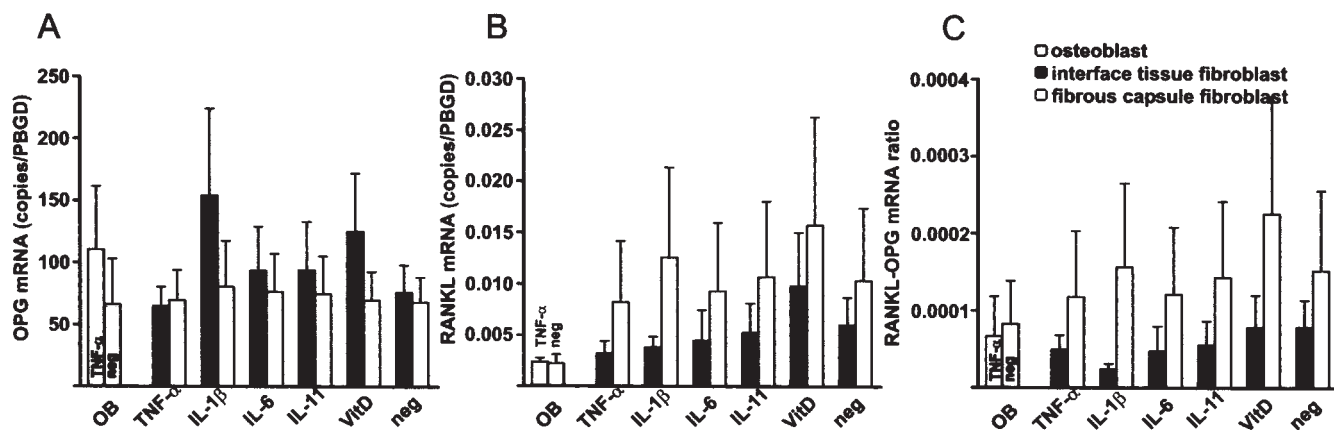 A
OPG mRNA (copies/PBGD)
250
200
150
100
50
TNF-α
neg
OB
TNF-α
IL-1β
IL-6
IL-11
VitD
neg
B
RANKL mRNA (copies/PBGD)
0.030
0.025
0.020
0.015
0.010
0.005
TNF-α
neg
OB
TNF-α
IL-1β
IL-6
IL-11
VitD
neg
C
osteoblast
interface tissue fibroblast
fibrous capsule fibroblast
RANKL-OPG mRNA ratio
0.0004
0.0003
0.0002
0.0001
TNF-α
neg
OB
TNF-α
IL-1β
IL-6
IL-11
VitD
neg